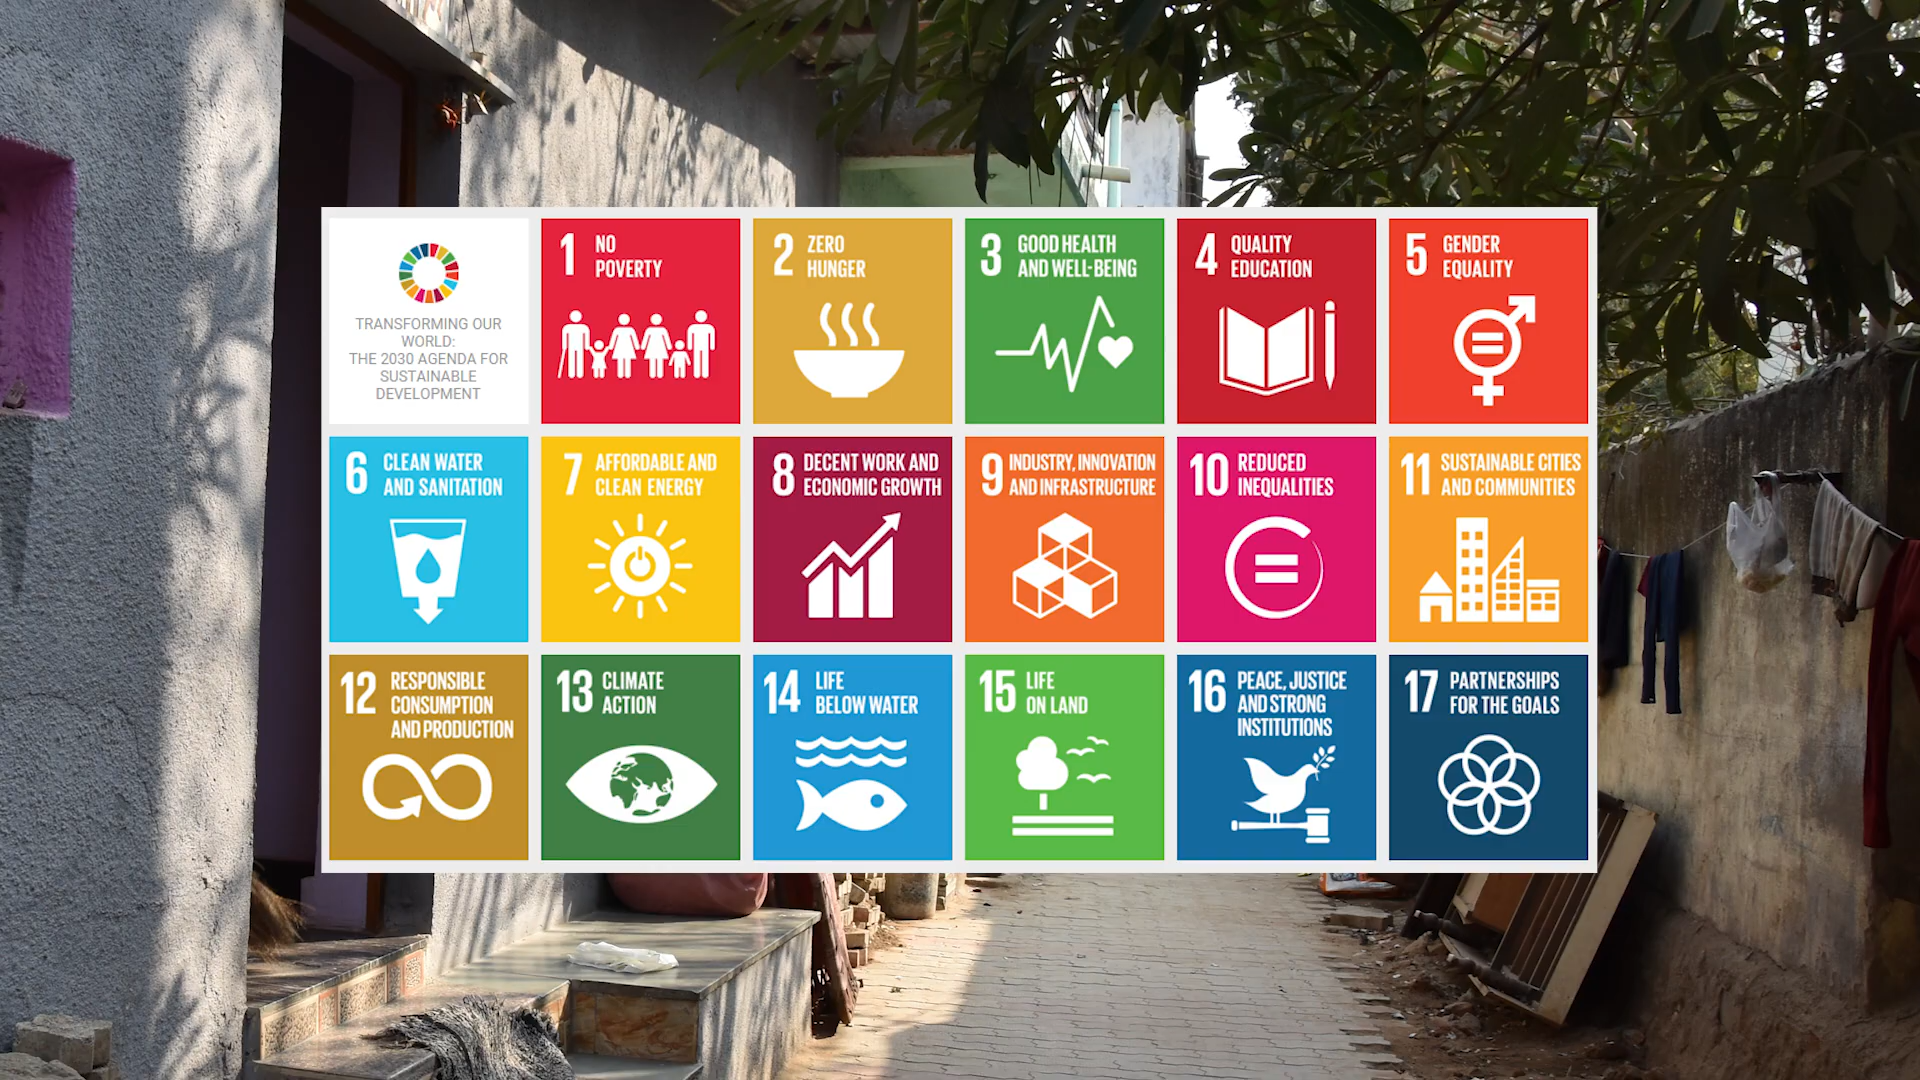 TRANSFORMING OUR
WORLD:
THE 2030 AGENDA FOR
SUSTAINABLE
DEVELOPMENT
1 NO
POVERTY
2 ZERO
HUNGER
3 GOOD HEALTH
AND WELL-BEING
4 QUALITY
EDUCATION
5 GENDER
EQUALITY
6 CLEAN WATER
AND SANITATION
7 AFFORDABLE AND
CLEAN ENERGY
8 DECENT WORK AND
ECONOMIC GROWTH
9 INDUSTRY, INNOVATION
AND INFRASTRUCTURE
10 REDUCED
INEQUALITIES
11 SUSTAINABLE CITIES
AND COMMUNITIES
12 RESPONSIBLE
CONSUMPTION
AND PRODUCTION
13 CLIMATE
ACTION
14 LIFE
BELOW WATER
15 LIFE
ON LAND
16 PEACE, JUSTICE
AND STRONG
INSTITUTIONS
17 PARTNERSHIPS
FOR THE GOALS